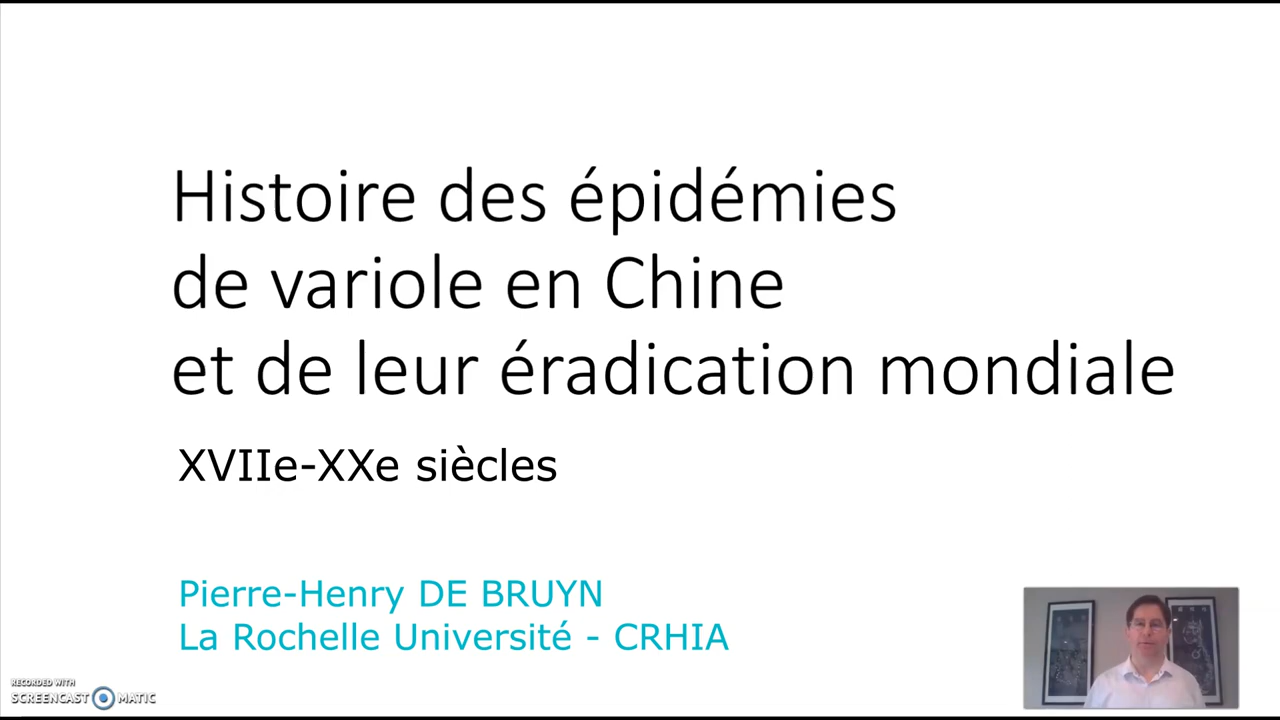 Histoire des épidémies
de variole en Chine
et de leur éradication mondiale
XVIIe-XXe siècles
Pierre-Henry DE BRUYN
La Rochelle Université - CRHIA
RECORDED WITH
SCREENCAST MATIC